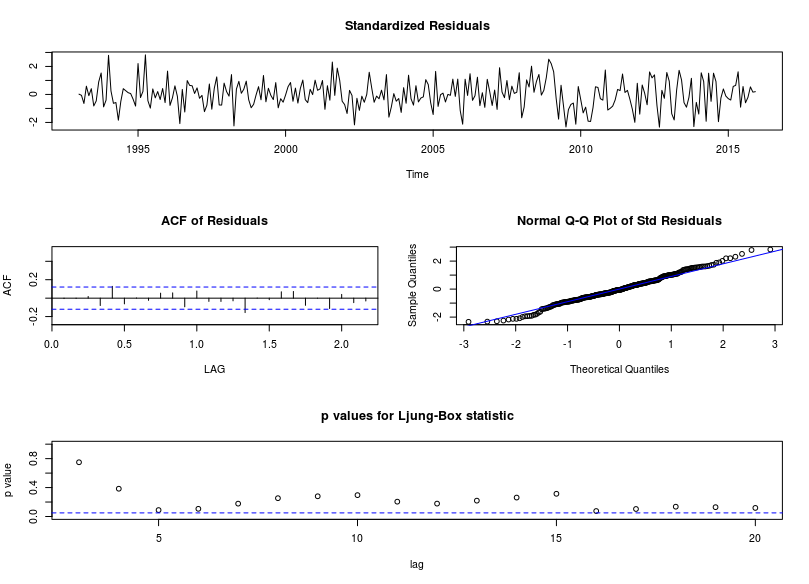 Standardized Residuals
2
0
-2
1995 2000 2005 2010 2015
Time
ACF of Residuals
ACF
0.2
-0.2
0.0 0.5 1.0 1.5 2.0
LAG
Normal Q-Q Plot of Std Residuals
Sample Quantiles
2
0
-2
-3 -2 -1 0 1 2 3
Theoretical Quantiles
p values for Ljung-Box statistic
p value
0.8
0.4
0.0
5 10 15 20
lag